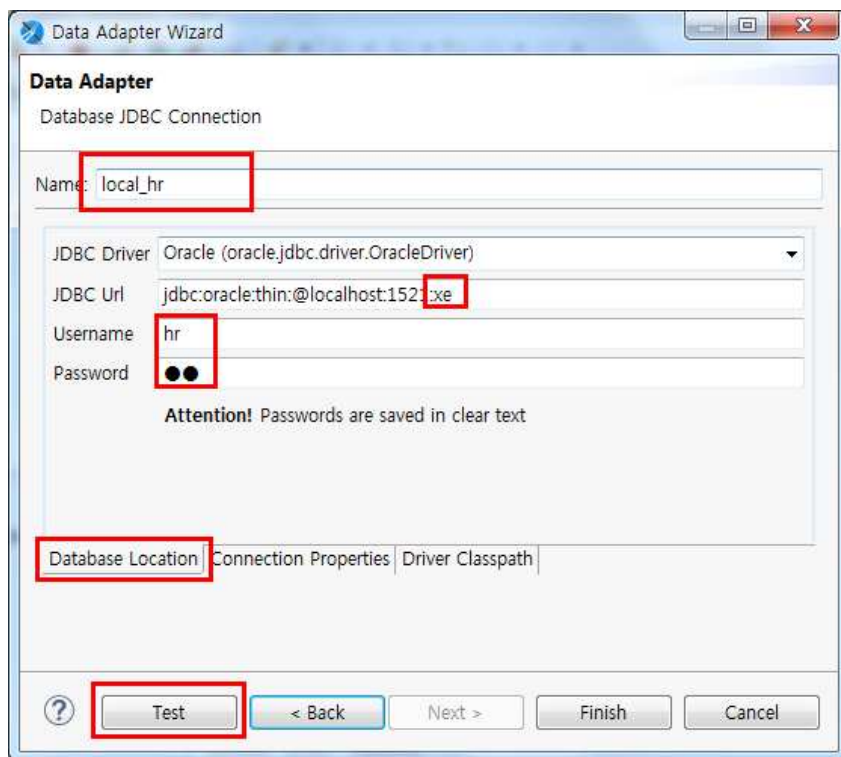 Data Adapter Wizard
Data Adapter
Database JDBC Connection
Name: local_hr
JDBC Driver Oracle (oracle.jdbc.driver.OracleDriver)
JDBC Url jdbc:oracle:thin:@localhost:1521:xe
Username hr
Password ●●
Attention! Passwords are saved in clear text
Database Location Connection Properties Driver Classpath
? Test < Back Next > Finish Cancel